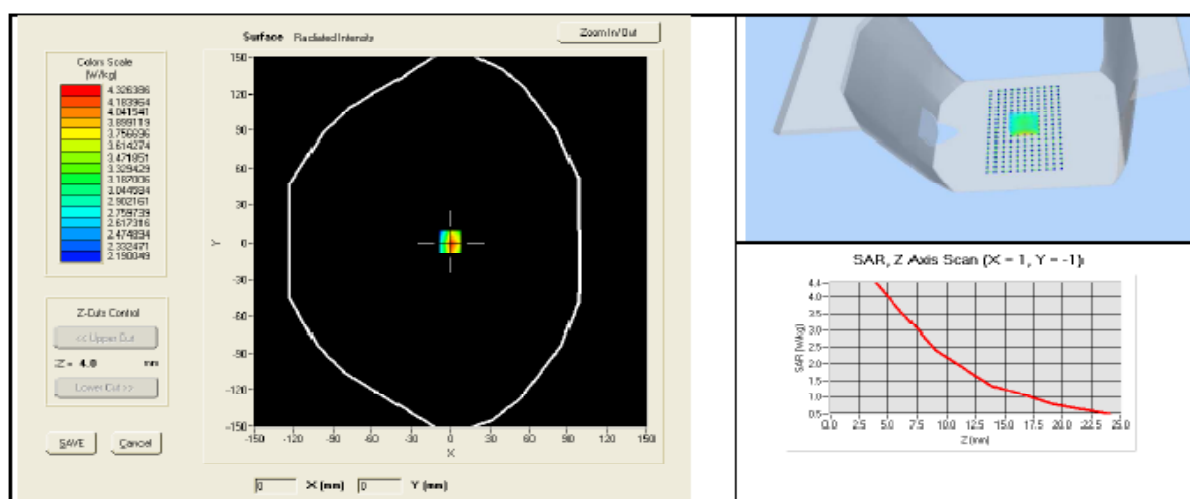 Surface Radiated Intensity
Zoom In/Out
Colors Scale
(W/kg)
4.326386
4.183964
4.041541
3.899119
3.756696
3.614274
3.471851
3.329429
3.187006
3.044584
2.902161
2.759739
2.617316
2.474894
2.332471
2.190049
Z-Cuts Control
<< Upper Cut
Z = 4.0 mm
Lower Cut >>
SAVE Cancel
150
120
90
60
30
0
-30
-60
-90
-120
-150
Y
-150 -120 -90 -60 -30 0 30 60 90 120 150
X
0 X (mm) 0 Y (mm)
SAR, Z Axis Scan (X = 1, Y = -1)
4.4
4.0
3.5
3.0
2.5
2.0
1.5
1.0
0.5
SAR (W/kg)
0.0 2.5 5.0 7.5 10.0 12.5 15.0 17.5 20.0 22.5 25.0
Z (mm)